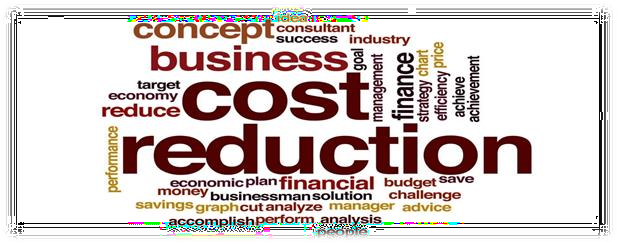 idea
concept consultant
success industry
business goal
management
finance
strategy
chart
efficiency
price
achieve
achievement
target
economy
cost
reduce
reduction
performance
economic plan financial budget save
money businessman solution challenge
savings graph cut analyze manager advice
accomplish perform analysis
people